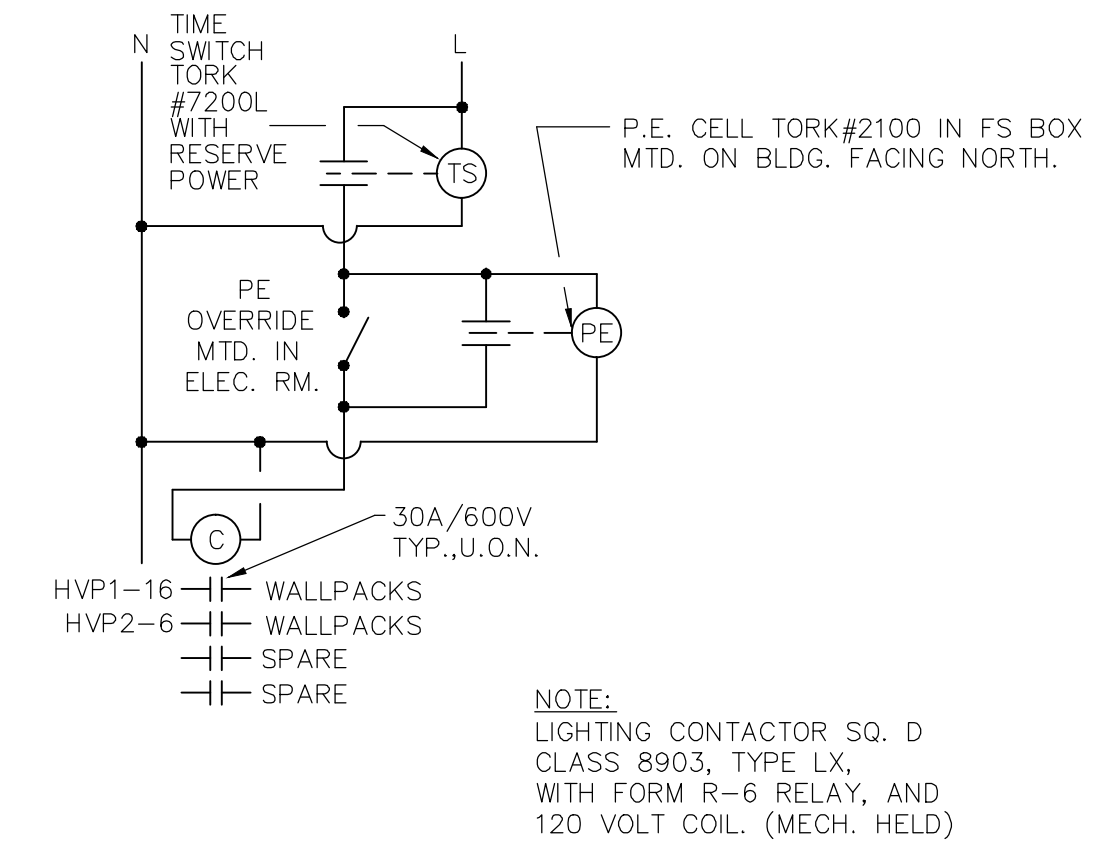 N
TIME
SWITCH
TORK
#7200L
WITH
RESERVE
POWER
L
TS
P.E. CELL TORK#2100 IN FS BOX
MTD. ON BLDG. FACING NORTH.
PE
OVERRIDE
MTD. IN
ELEC. RM.
PE
C
30A/600V
TYP.,U.O.N.
HVP1-16 WALLPACKS
HVP2-6 WALLPACKS
SPARE
SPARE
NOTE:
LIGHTING CONTACTOR SQ. D
CLASS 8903, TYPE LX,
WITH FORM R-6 RELAY, AND
120 VOLT COIL. (MECH. HELD)